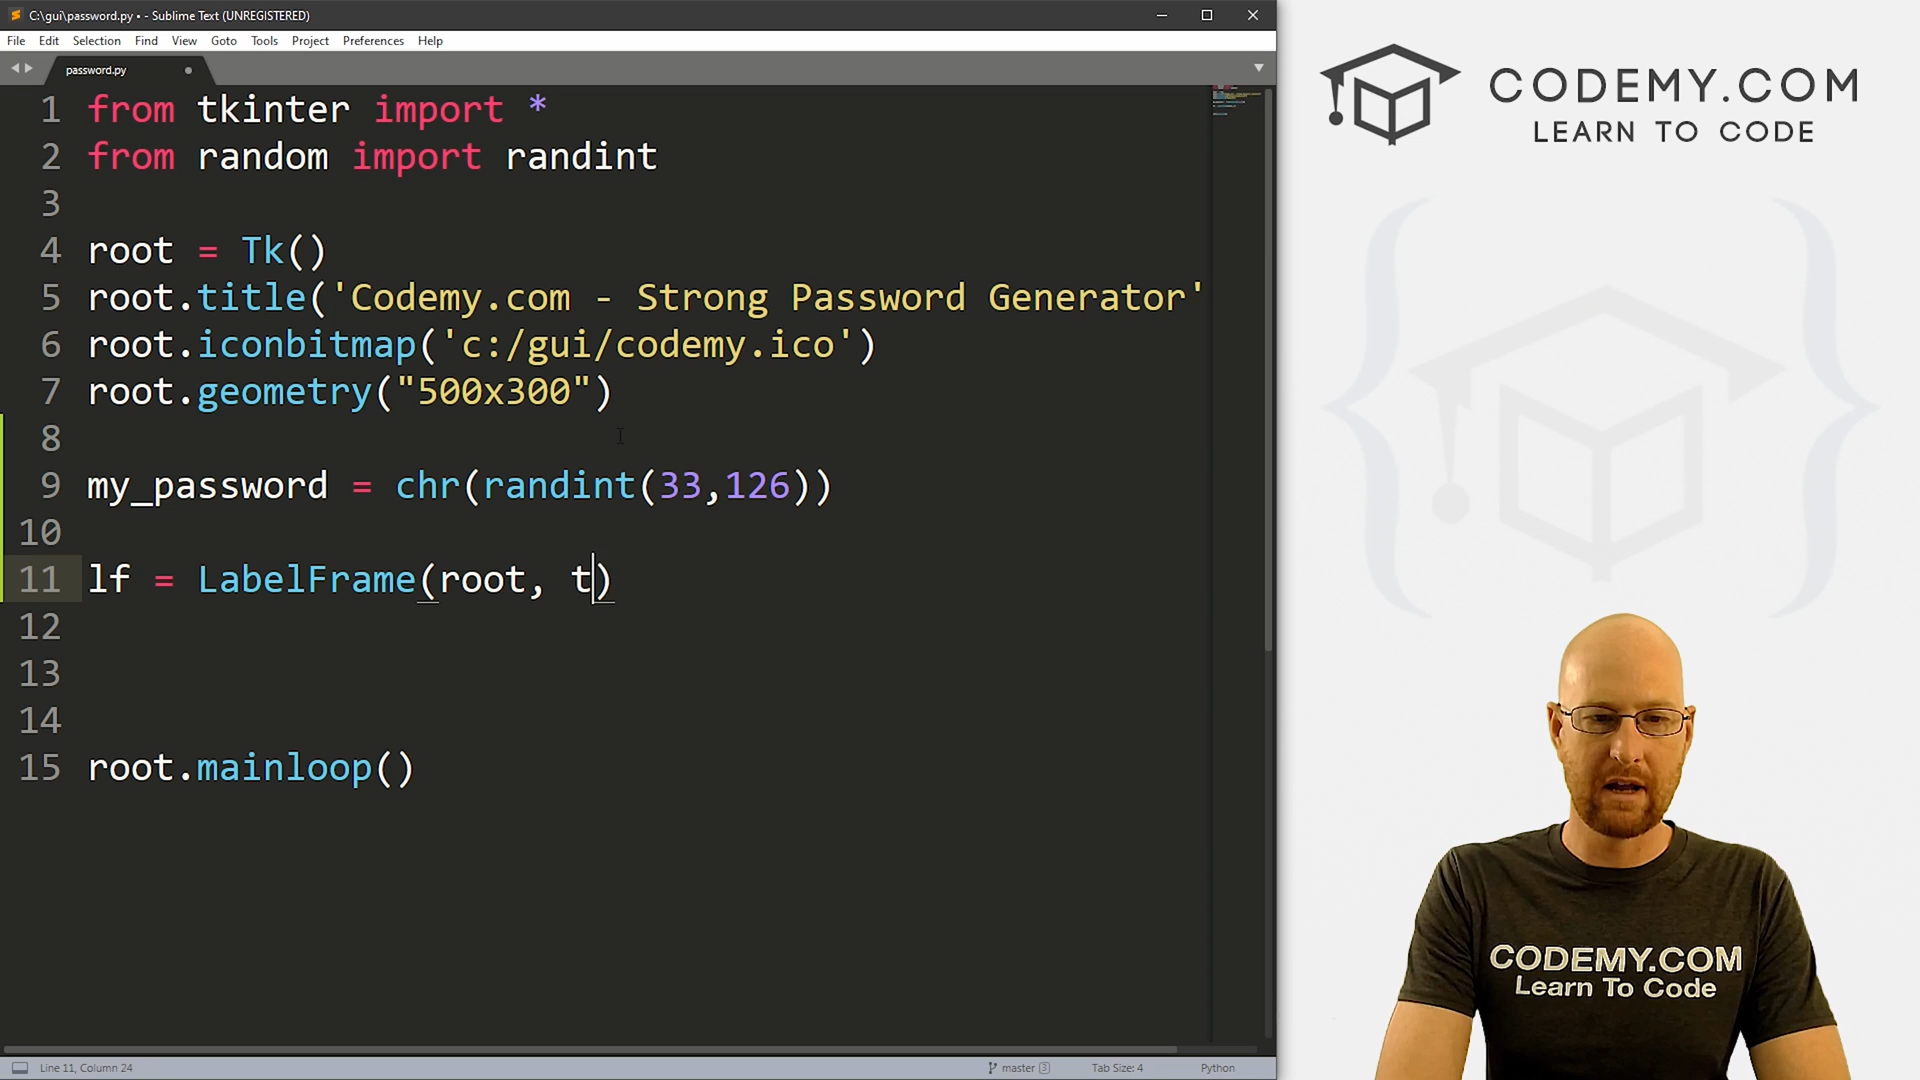 C:\gui\password.py • - Sublime Text (UNREGISTERED)
File Edit Selection Find View Goto Tools Project Preferences Help
password.py
1 from tkinter import *
2 from random import randint
3
4 root = Tk()
5 root.title('Codemy.com - Strong Password Generator'
6 root.iconbitmap('c:/gui/codemy.ico')
7 root.geometry("500x300")
8
9 my_password = chr(randint(33,126))
10
11 lf = LabelFrame(root, t)
12
13
14
15 root.mainloop()
Line 11, Column 24
master 3
Tab Size: 4
Python
CODEMY.COM
LEARN TO CODE
CODEMY.COM
Learn To Code